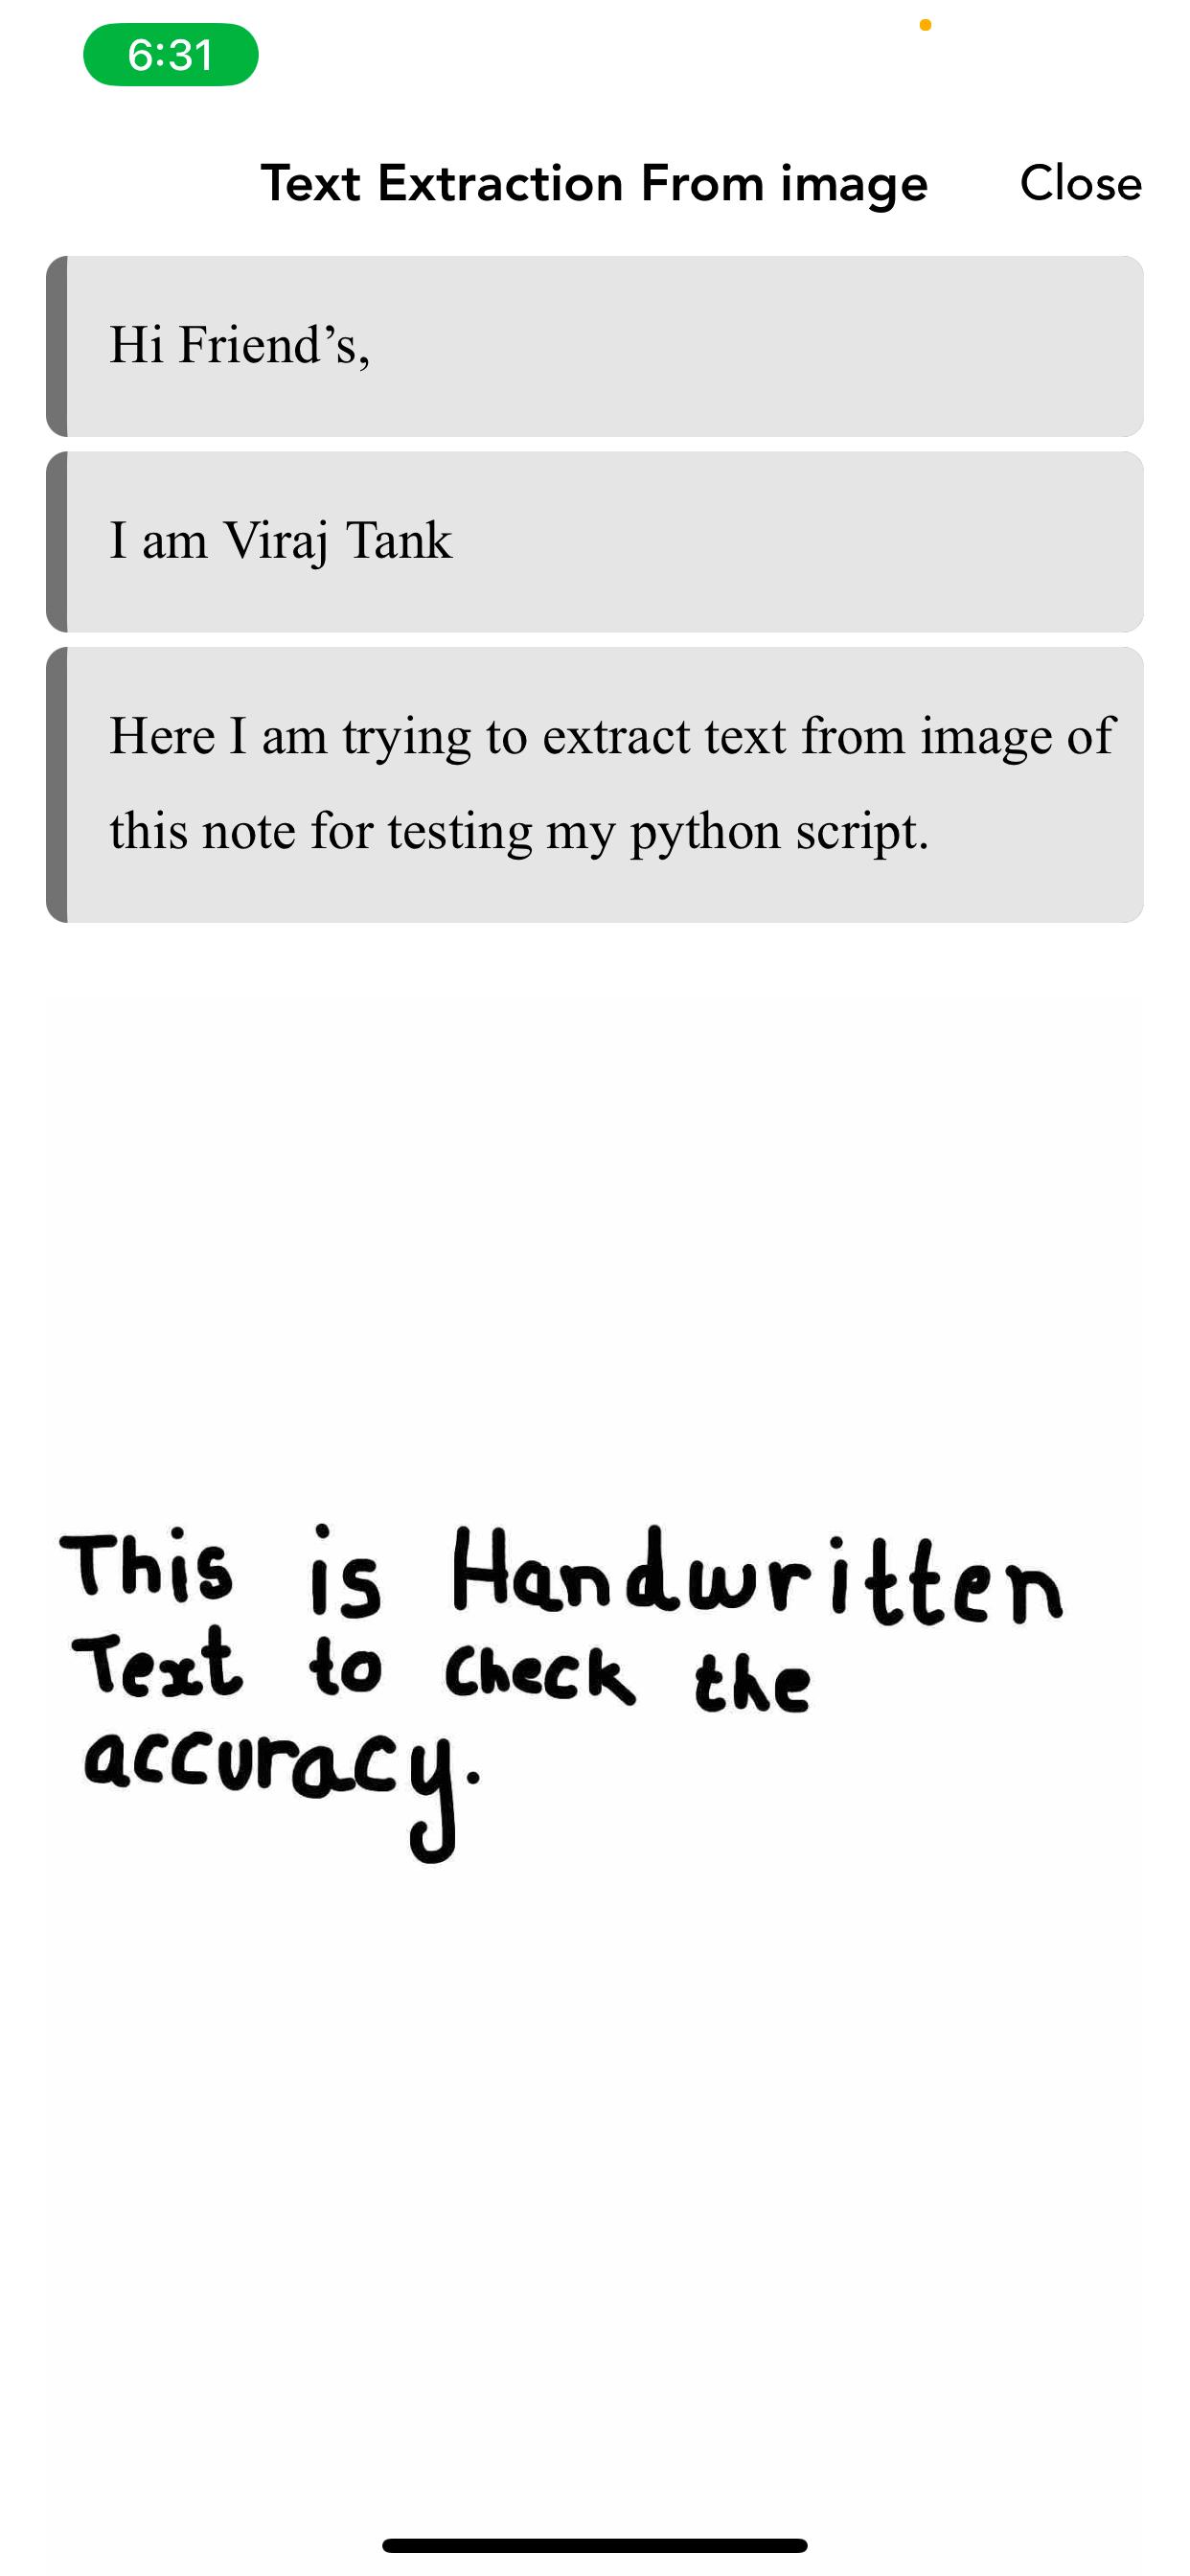 6:31
Text Extraction From image Close
Hi Friend’s,
I am Viraj Tank
Here I am trying to extract text from image of
this note for testing my python script.
This is Handwritten
Text to check the
accuracy.